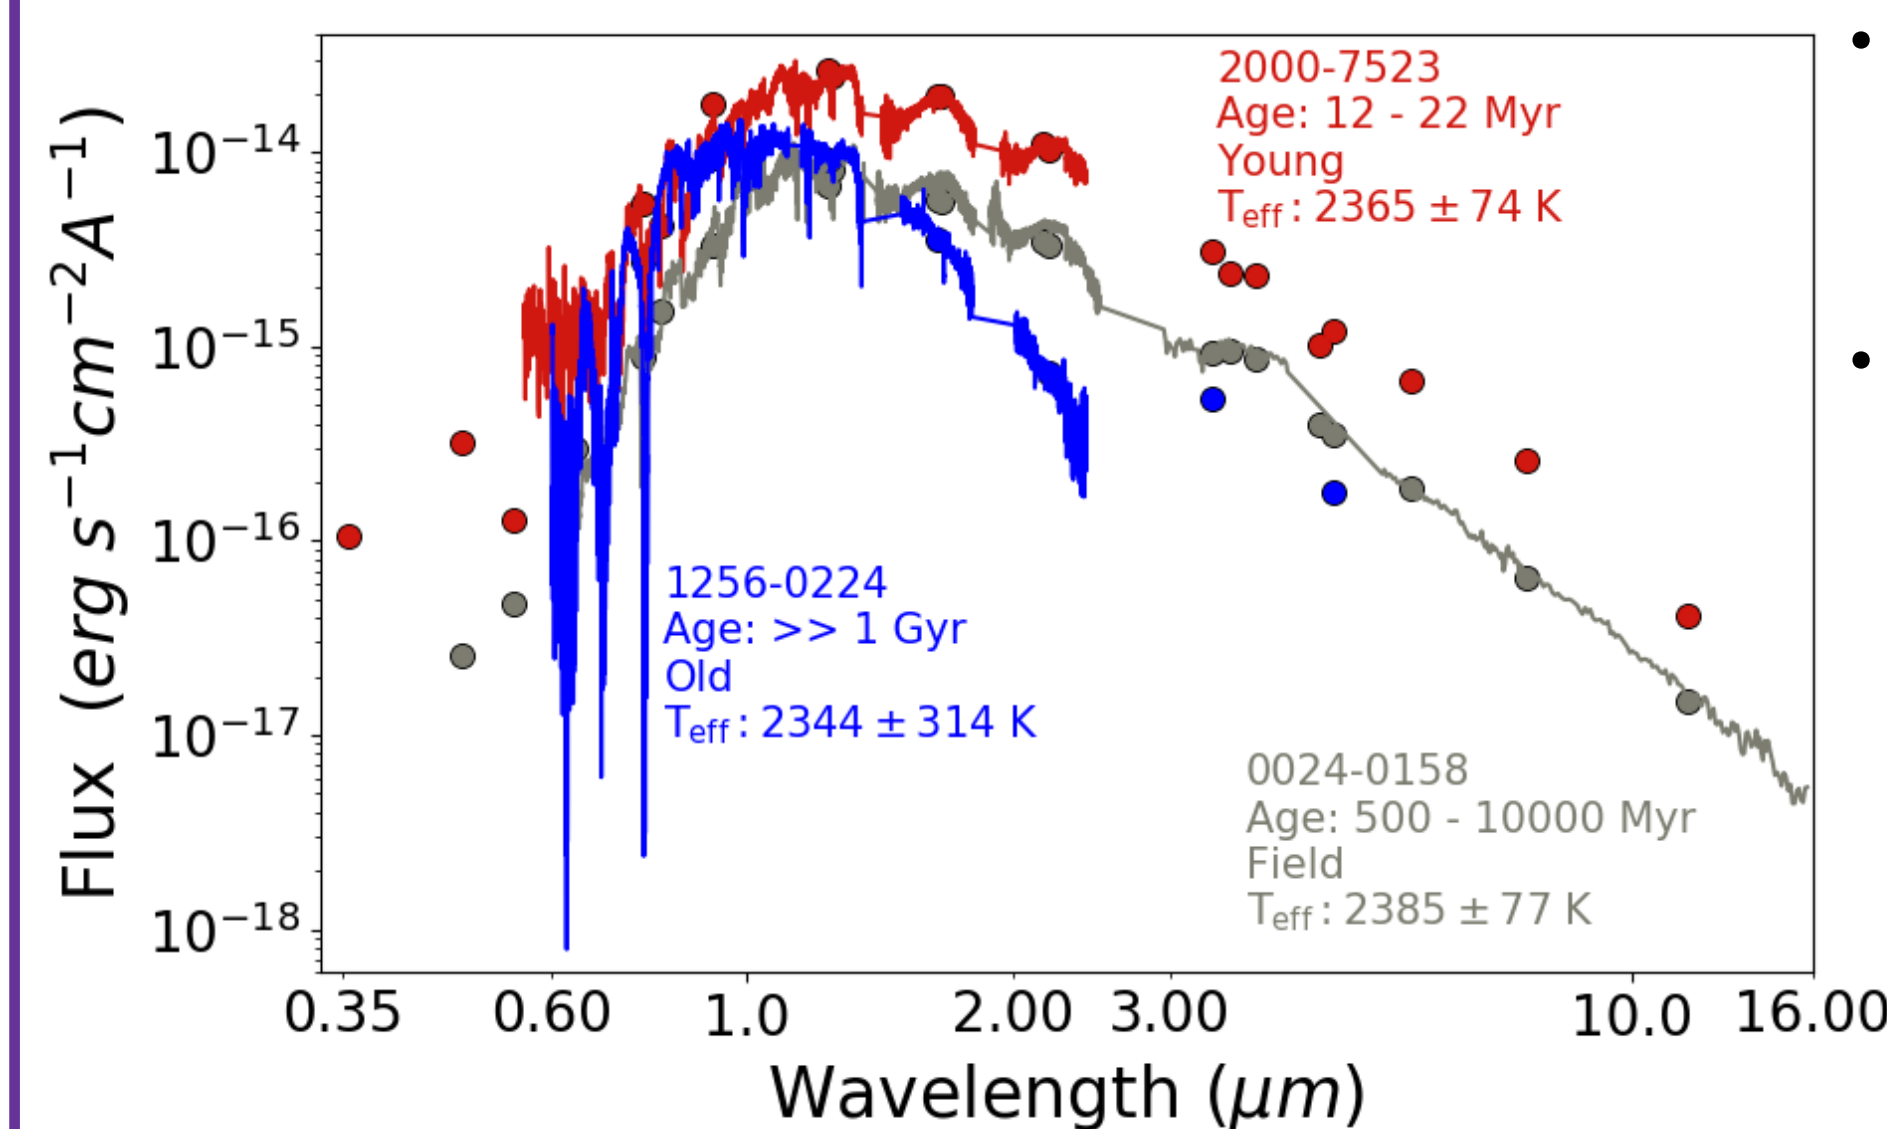 2000-7523
Age: 12 - 22 Myr
Young
T_eff: 2365 ± 74 K
1256-0224
Age: >> 1 Gyr
Old
T_eff: 2344 ± 314 K
0024-0158
Age: 500 - 10000 Myr
Field
T_eff: 2385 ± 77 K
Flux (erg s⁻¹cm⁻²A⁻¹)
10⁻¹⁴
10⁻¹⁵
10⁻¹⁶
10⁻¹⁷
10⁻¹⁸
0.35 0.60 1.0 2.00 3.00 10.0 16.00
Wavelength (μm)
•
•